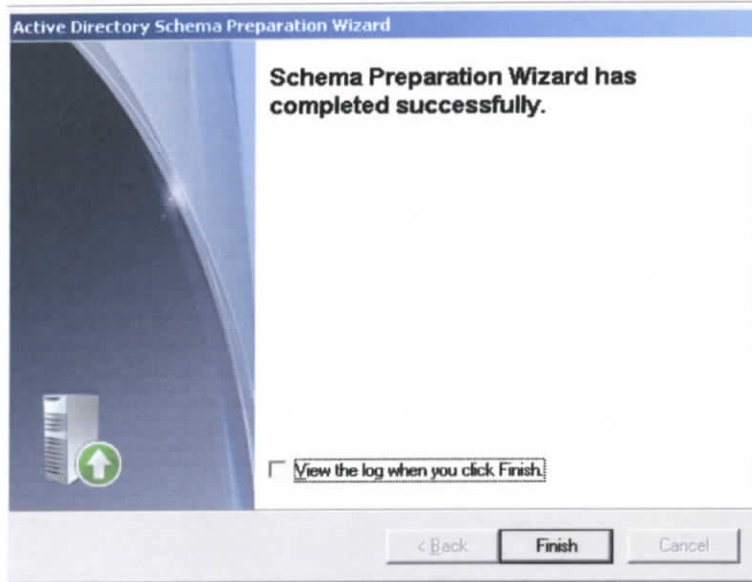 Active Directory Schema Preparation Wizard
Schema Preparation Wizard has
completed successfully.
View the log when you click Finish.
< Back
Finish
Cancel